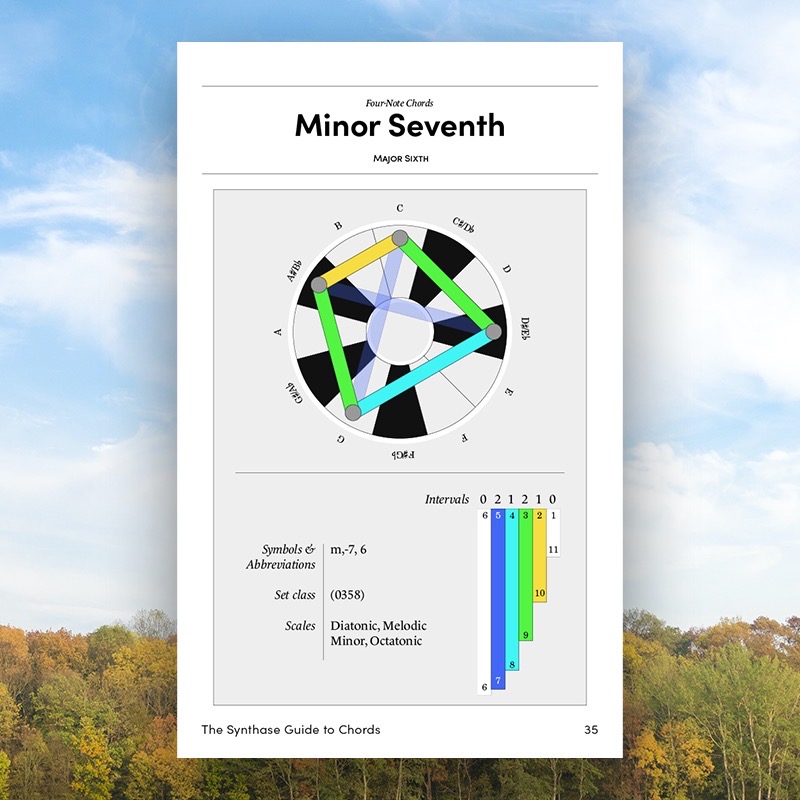 Four-Note Chords
Minor Seventh
Major Sixth
C
C♯/D♭
D
D♯/E♭
E
F
F♯/G♭
G
G♯/A♭
A
A♯/B♭
B
Intervals 0 2 1 2 1 0
6 5 4 3 2 1
11
10
9
8
7
6
Symbols &
Abbreviations
m,-7, 6
Set class
(0358)
Scales
Diatonic, Melodic
Minor, Octatonic
The Synthase Guide to Chords
35